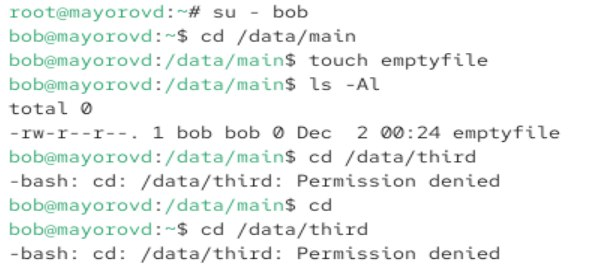 root@mayorovd:~# su - bob
bob@mayorovd:~$ cd /data/main
bob@mayorovd:/data/main$ touch emptyfile
bob@mayorovd:/data/main$ ls -Al
total 0
-rw-r--r--. 1 bob bob 0 Dec  2 00:24 emptyfile
bob@mayorovd:/data/main$ cd /data/third
-bash: cd: /data/third: Permission denied
bob@mayorovd:/data/main$ cd
bob@mayorovd:~$ cd /data/third
-bash: cd: /data/third: Permission denied